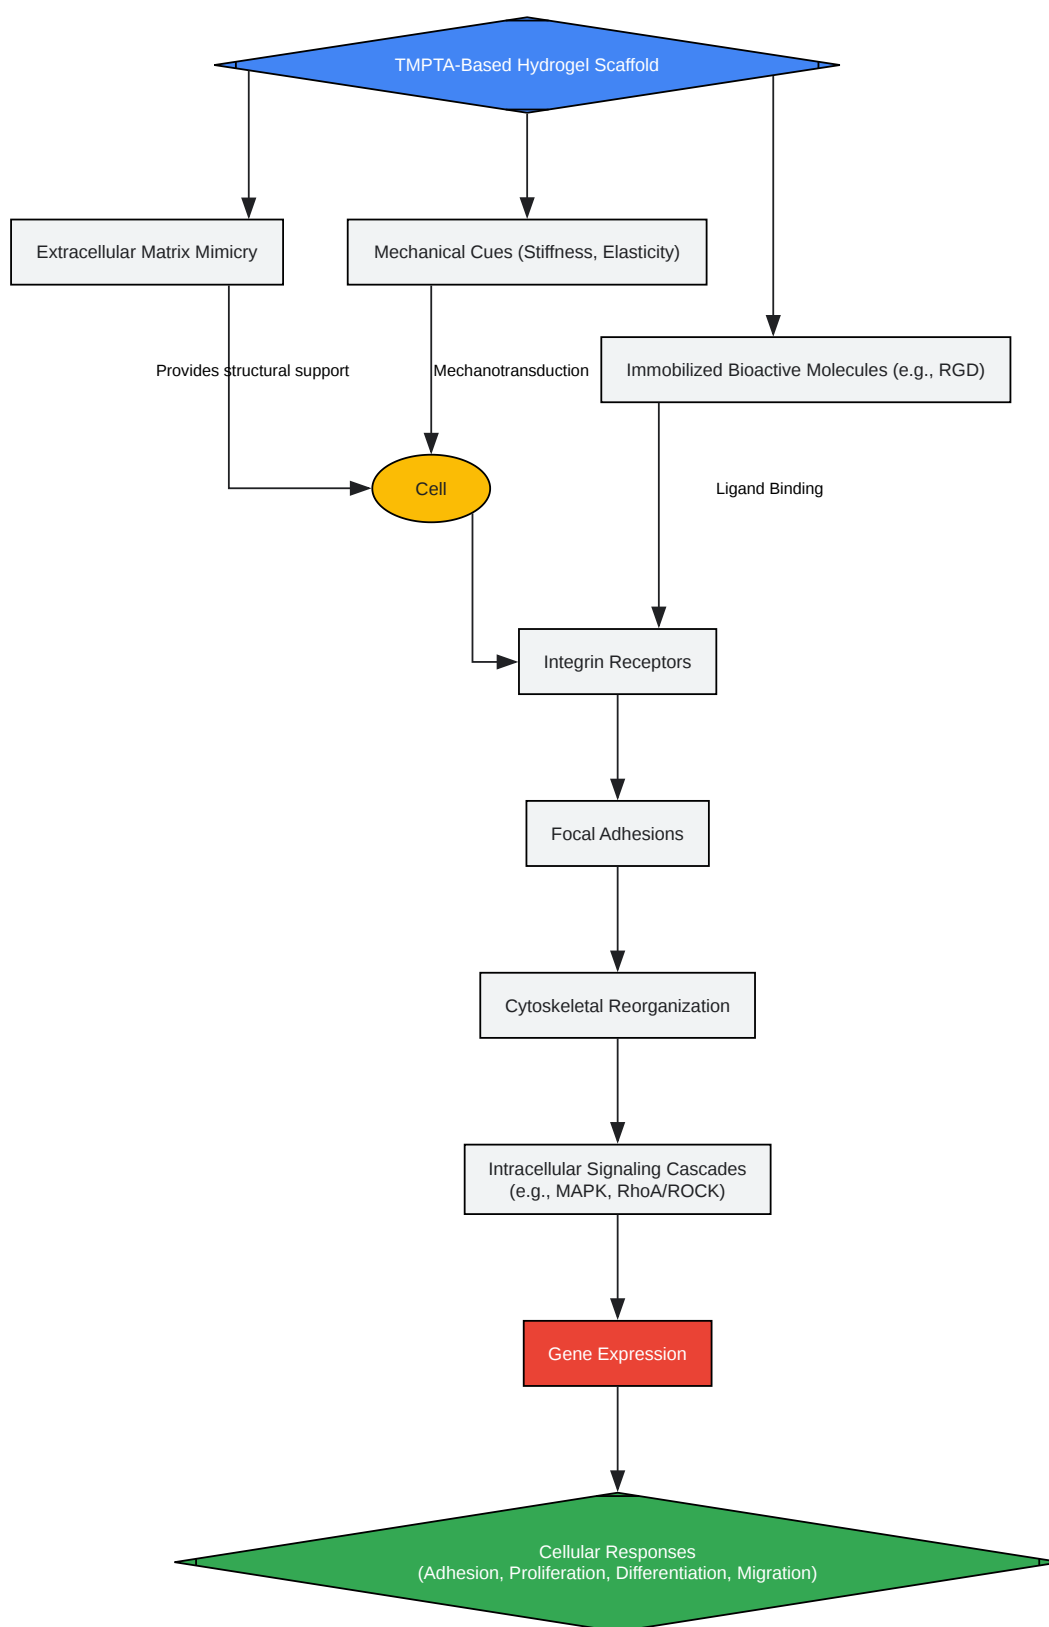 TMPTA-Based Hydrogel Scaffold
Extracellular Matrix Mimicry
Mechanical Cues (Stiffness, Elasticity)
Immobilized Bioactive Molecules (e.g., RGD)
Provides structural support
Mechanotransduction
Cell
Ligand Binding
Integrin Receptors
Focal Adhesions
Cytoskeletal Reorganization
Intracellular Signaling Cascades
(e.g., MAPK, RhoA/ROCK)
Gene Expression
Cellular Responses
(Adhesion, Proliferation, Differentiation, Migration)